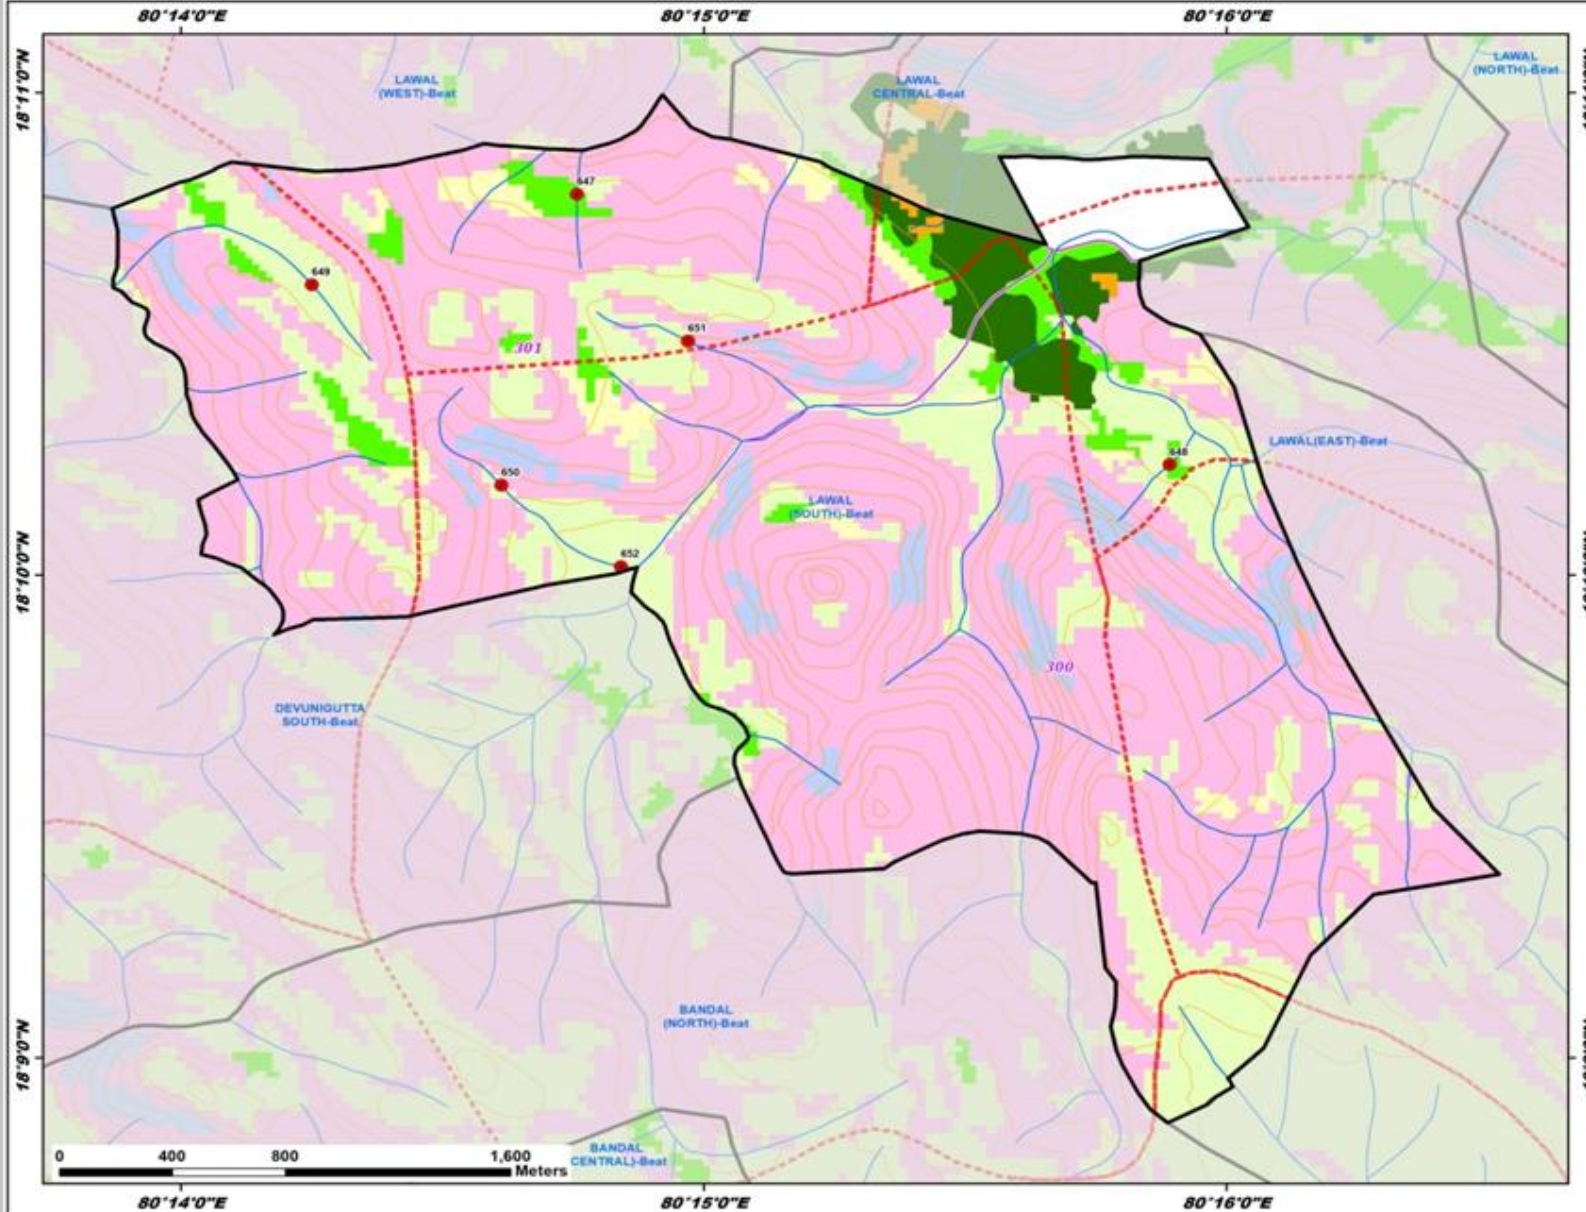 80°14'0"E 80°15'0"E 80°16'0"E
18°11'0"N
LAWAL
(WEST)-Beat
LAWAL
CENTRAL-Beat
LAWAL
(NORTH)-Beat
647
649
651
301
LAWAL(EAST)-Beat
648
650
LAWAL
(SOUTH)-Beat
652
18°10'0"N
300
DEVUNIGUTTA
SOUTH-Beat
BANDAL
(NORTH)-Beat
18°9'0"N
BANDAL
CENTRAL)-Beat
0 400 800 1,600
Meters
80°14'0"E 80°15'0"E 80°16'0"E